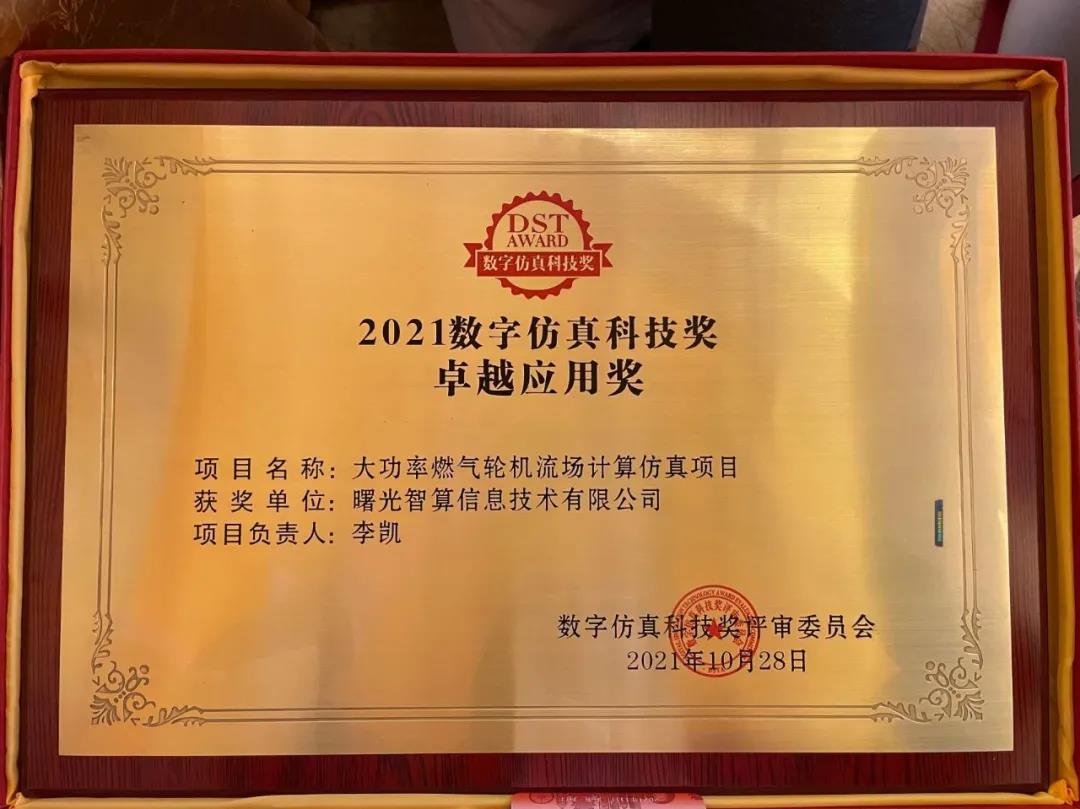 DST
AWARD
数字仿真科技奖
2021数字仿真科技奖
卓越应用奖
项目名称：大功率燃气轮机流场计算仿真项目
获奖单位：曙光智算信息技术有限公司
项目负责人：李凯
数字仿真科技奖评审委员会
2021年10月28日